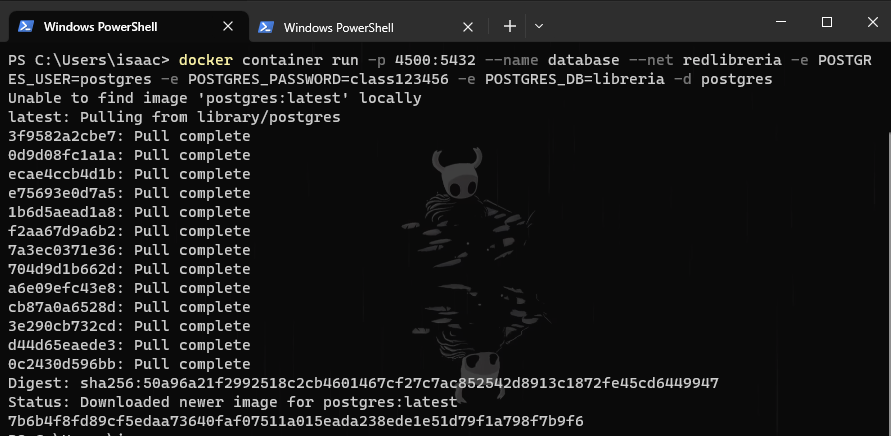 Windows PowerShell
Windows PowerShell
PS C:\Users\isaac> docker container run -p 4500:5432 --name database --net redlibreria -e POSTGR
ES_USER=postgres -e POSTGRES_PASSWORD=class123456 -e POSTGRES_DB=libreria -d postgres
Unable to find image 'postgres:latest' locally
latest: Pulling from library/postgres
3f9582a2cbe7: Pull complete
0d9d08fc1a1a: Pull complete
ecae4ccb4d1b: Pull complete
e75693e0d7a5: Pull complete
1b6d5aead1a8: Pull complete
f2aa67d9a6b2: Pull complete
7a3ec0371e36: Pull complete
704d9d1b662d: Pull complete
a6e09efc43e8: Pull complete
cb87a0a6528d: Pull complete
3e290cb732cd: Pull complete
d44d65eaede3: Pull complete
0c2430d596bb: Pull complete
Digest: sha256:50a96a21f2992518c2cb4601467cf27c7ac852542d8913c1872fe45cd6449947
Status: Downloaded newer image for postgres:latest
7b6b4f8fd89cf5edaa73640faf07511a015eada238ede1e51d79f1a798f7b9f6